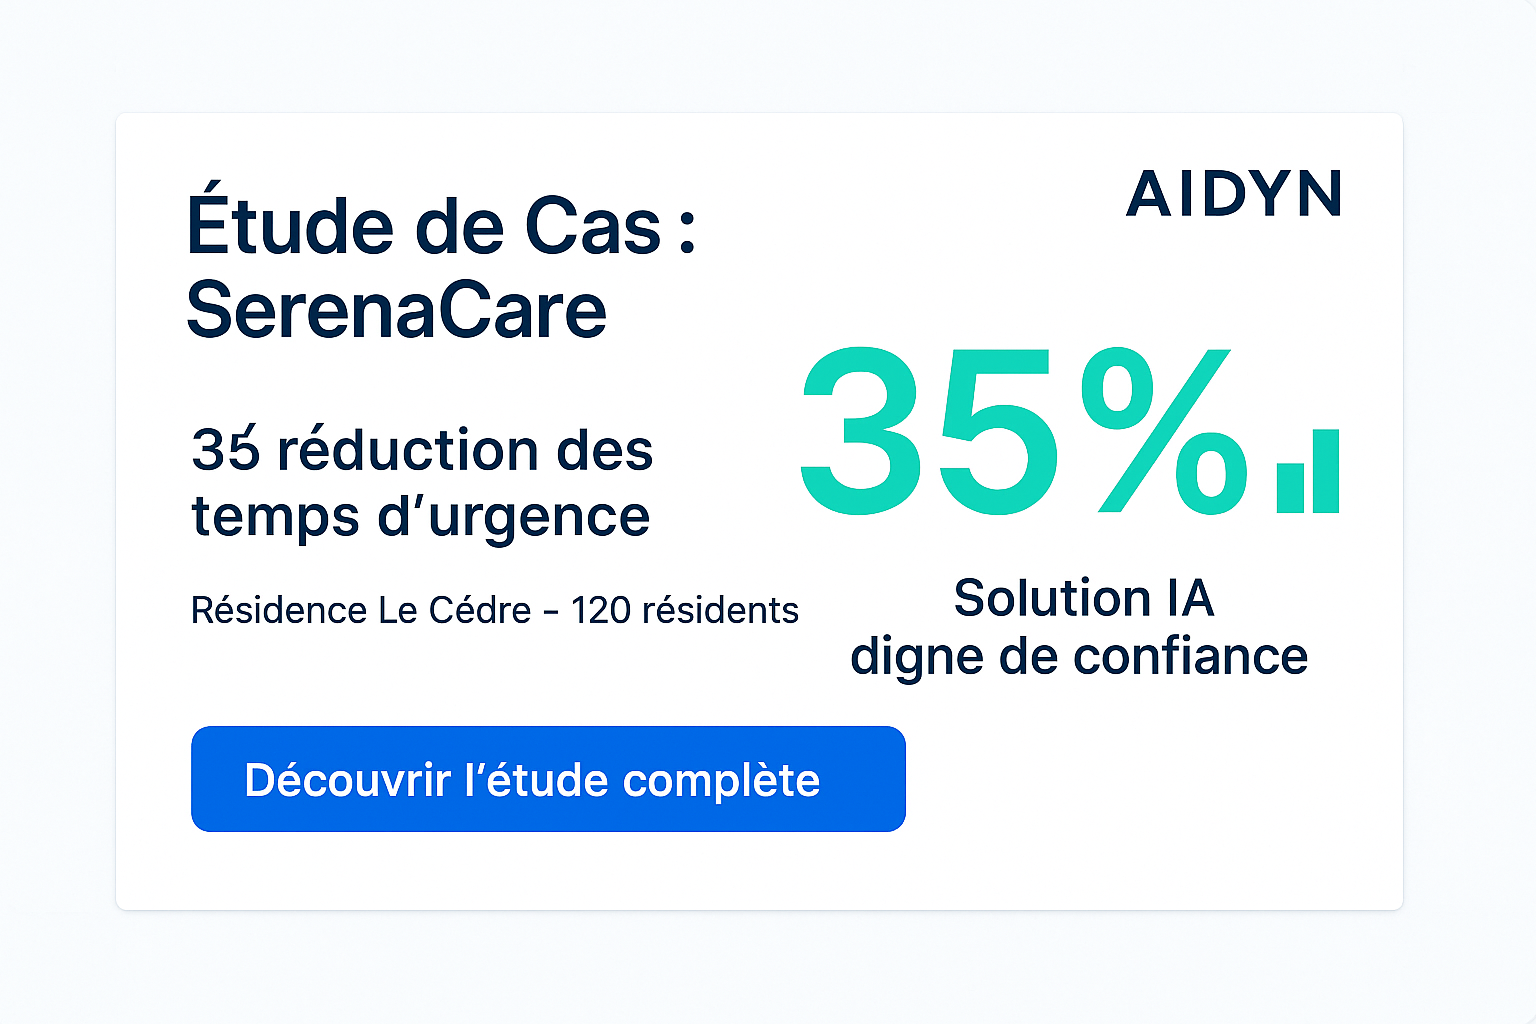 AIDYN
Étude de Cas :
SerenaCare
35%
35́ réduction des
temps d’urgence
Résidence Le Cédre – 120 résidents
Solution IA
digne de confiance
Découvrir l’étude complète